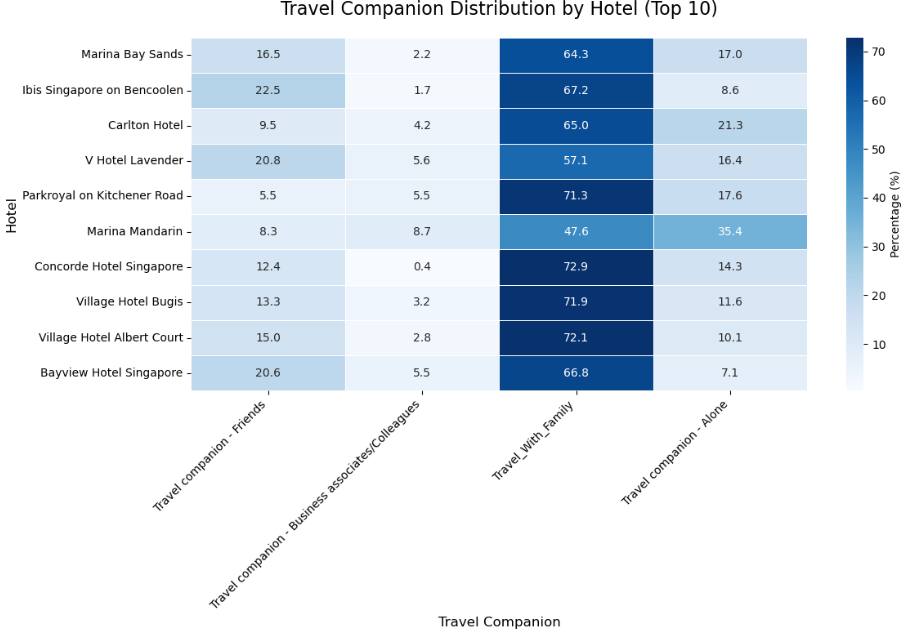 Travel Companion Distribution by Hotel (Top 10)
Marina Bay Sands 16.5 2.2 64.3 17.0
Ibis Singapore on Bencoolen 22.5 1.7 67.2 8.6
Carlton Hotel 9.5 4.2 65.0 21.3
V Hotel Lavender 20.8 5.6 57.1 16.4
Parkroyal on Kitchener Road 5.5 5.5 71.3 17.6
Marina Mandarin 8.3 8.7 47.6 35.4
Concorde Hotel Singapore 12.4 0.4 72.9 14.3
Village Hotel Bugis 13.3 3.2 71.9 11.6
Village Hotel Albert Court 15.0 2.8 72.1 10.1
Bayview Hotel Singapore 20.6 5.5 66.8 7.1
Hotel
Travel companion - Friends
Travel companion - Business associates/Colleagues
Travel_With_Family
Travel companion - Alone
Travel Companion
70
60
50
40
30
20
10
Percentage (%)